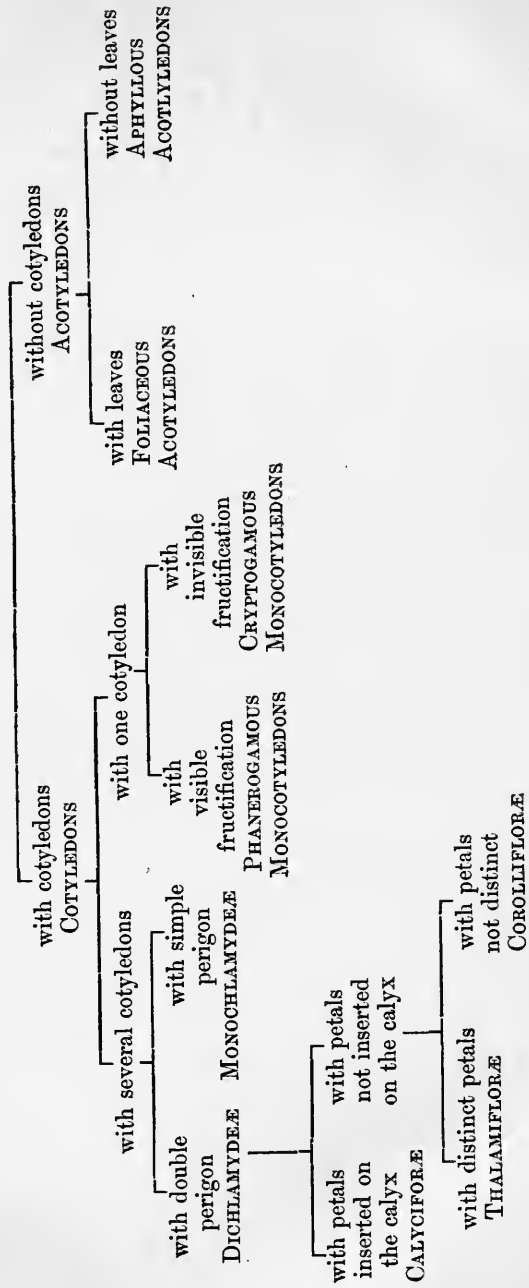 with cotyledons
COTYLEDONS
without cotyledons
ACOTYLEDONS
with several cotyledons
with one cotyledon
with leaves
FOLIACEOUS
ACOTYLEDONS
without leaves
APHYLLOUS
ACOTLYLEDONS
with double
perigon
DICHLAMYDEÆ
with simple
perigon
MONOCHLAMYDEÆ
with
visible
fructification
PHANEROGAMOUS
MONOCOTYLEDONS
with
invisible
fructification
CRYPTOGAMOUS
MONOCOTYLEDONS
with petals
inserted on
the calyx
CALYCIFORÆ
with petals
not inserted
on the calyx
with distinct petals
THALAMIFLORÆ
with petals
not distinct
COROLLIFLORÆ